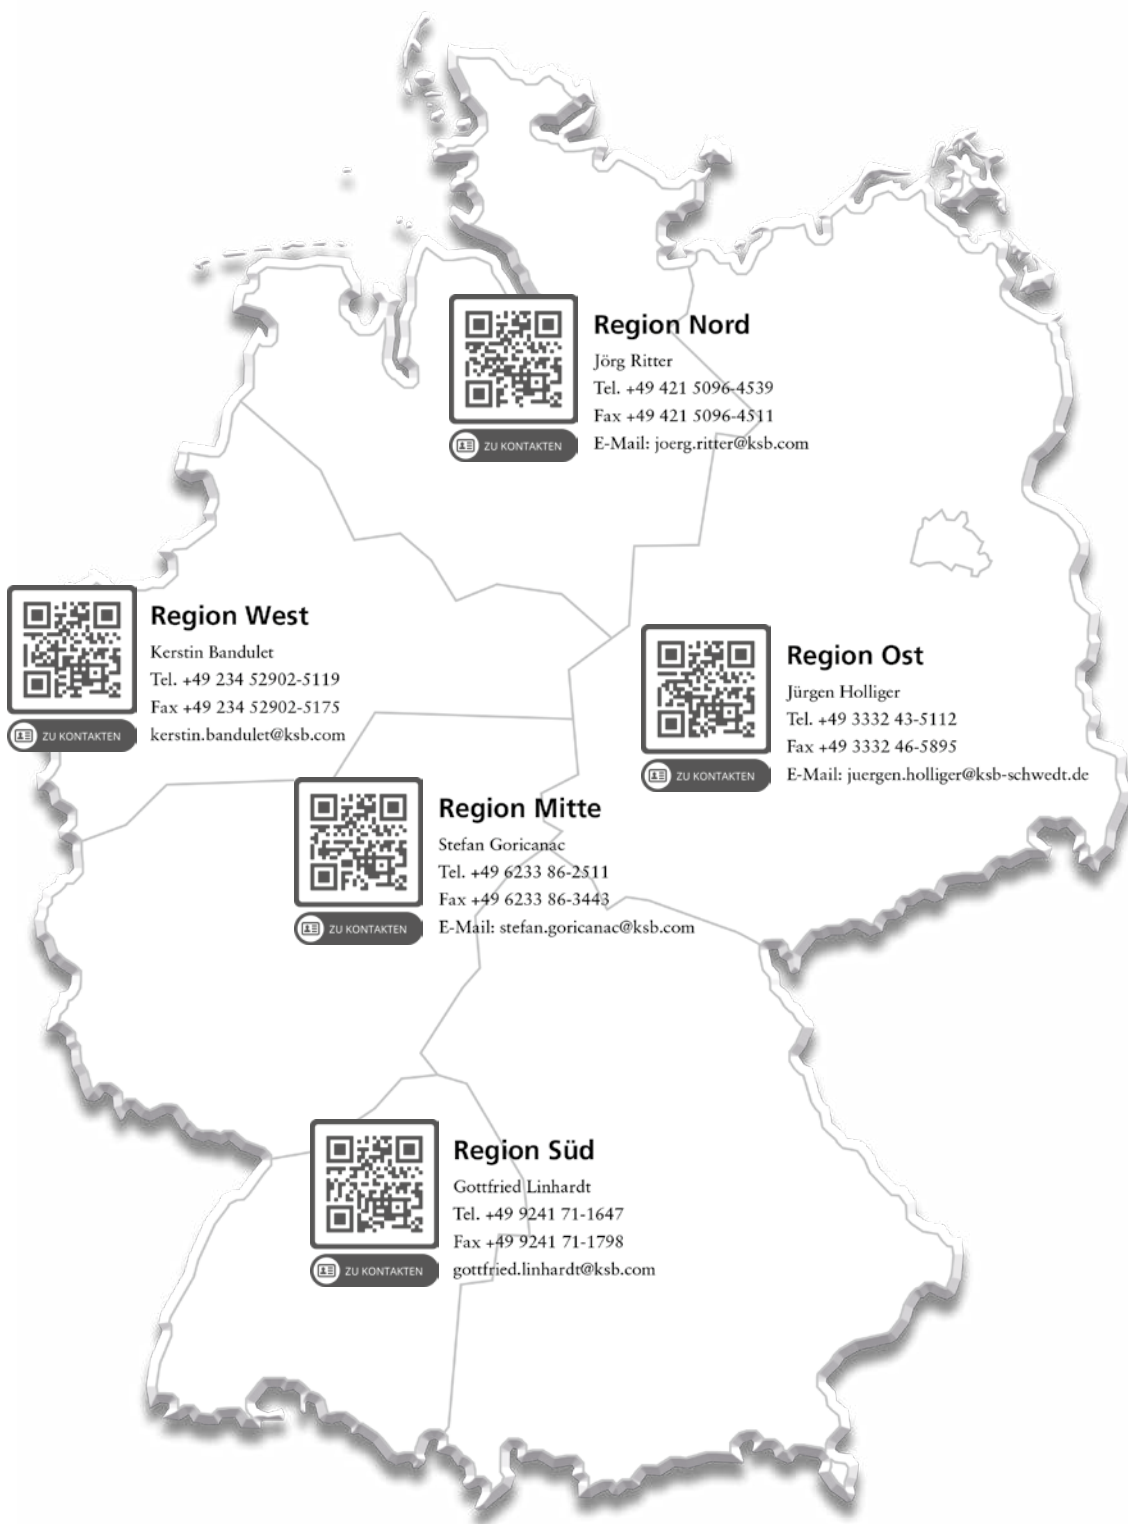 Region Nord
Jörg Ritter
Tel. +49 421 5096-4539
Fax +49 421 5096-4511
E-Mail: joerg.ritter@ksb.com
ZU KONTAKTEN
Region West
Kerstin Bandulet
Tel. +49 234 52902-5119
Fax +49 234 52902-5175
kerstin.bandulet@ksb.com
ZU KONTAKTEN
Region Ost
Jürgen Holliger
Tel. +49 3332 43-5112
Fax +49 3332 46-5895
E-Mail: juergen.holliger@ksb-schwedt.de
ZU KONTAKTEN
Region Mitte
Stefan Goricanac
Tel. +49 6233 86-2511
Fax +49 6233 86-3443
E-Mail: stefan.goricanac@ksb.com
ZU KONTAKTEN
Region Süd
Gottfried Linhardt
Tel. +49 9241 71-1647
Fax +49 9241 71-1798
gottfried.linhardt@ksb.com
ZU KONTAKTEN